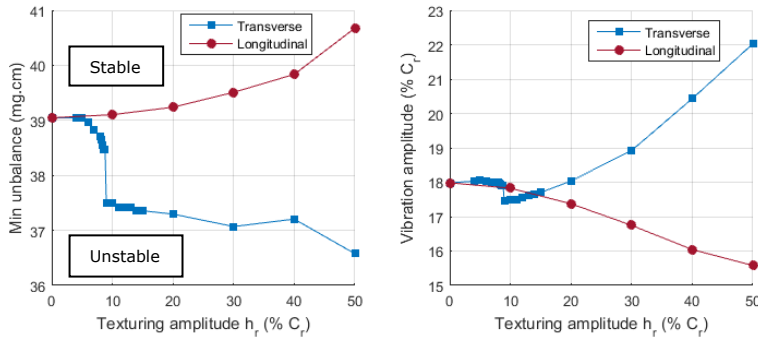 41
40
39
38
37
36
Min unbalance (mg.cm)
Transverse
Longitudinal
Stable
Unstable
0 10 20 30 40 50
Texturing amplitude h_r (% C_r)
23
22
21
20
19
18
17
16
15
Vibration amplitude (% C_r)
Transverse
Longitudinal
0 10 20 30 40 50
Texturing amplitude h_r (% C_r)